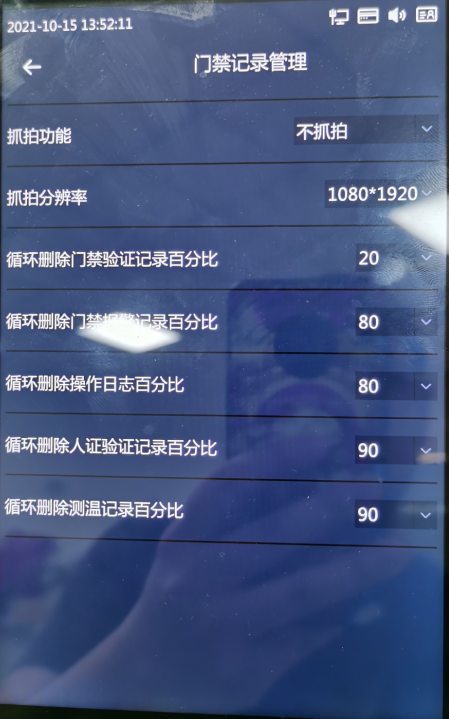 2021-10-15 13:52:11
门禁记录管理
抓拍功能 不抓拍
抓拍分辨率 1080*1920
循环删除门禁验证记录百分比 20
循环删除门禁报警记录百分比 80
循环删除操作日志百分比 80
循环删除人证验证记录百分比 90
循环删除测温记录百分比 90